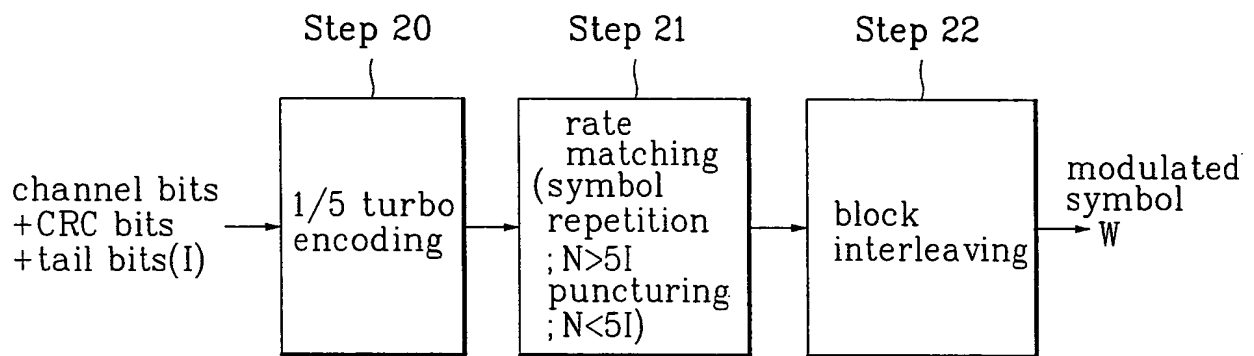 Step 20
Step 21
Step 22
channel bits
+CRC bits
+tail bits(I)
1/5 turbo
encoding
rate
matching
(symbol
repetition
;N>5I
puncturing
;N<5I)
block
interleaving
modulated
symbol
W